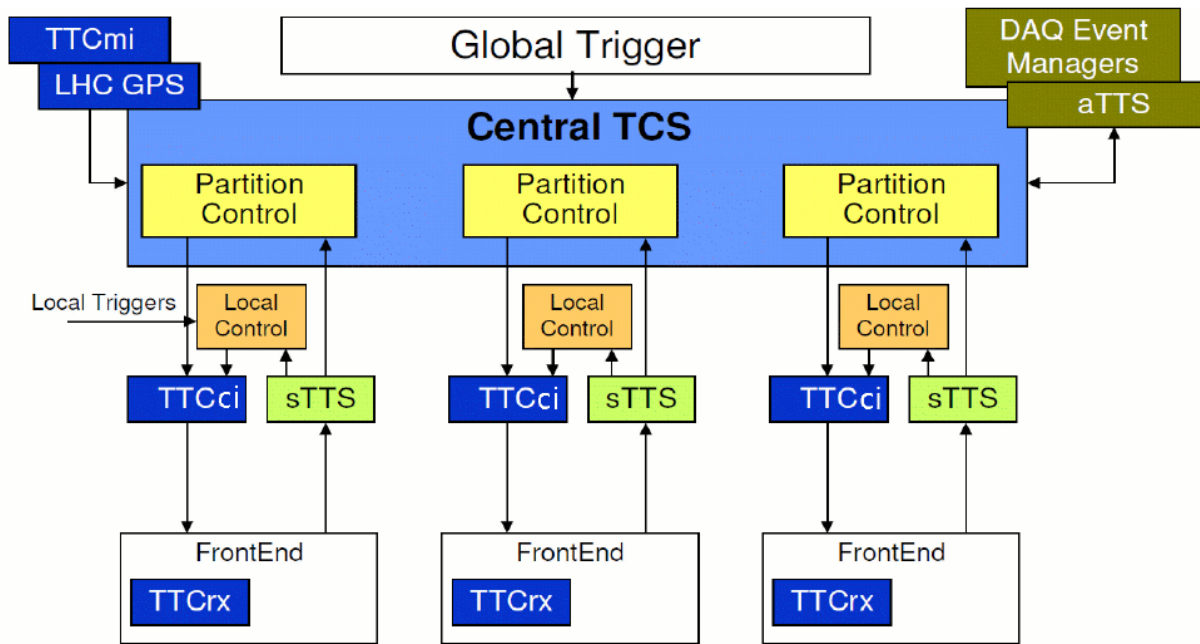 TTCmi
LHC GPS
Global Trigger
DAQ Event
Managers
aTTS
Central TCS
Partition
Control
Partition
Control
Partition
Control
Local Triggers
Local
Control
Local
Control
Local
Control
TTCci
sTTS
TTCci
sTTS
TTCci
sTTS
FrontEnd
TTCrx
FrontEnd
TTCrx
FrontEnd
TTCrx